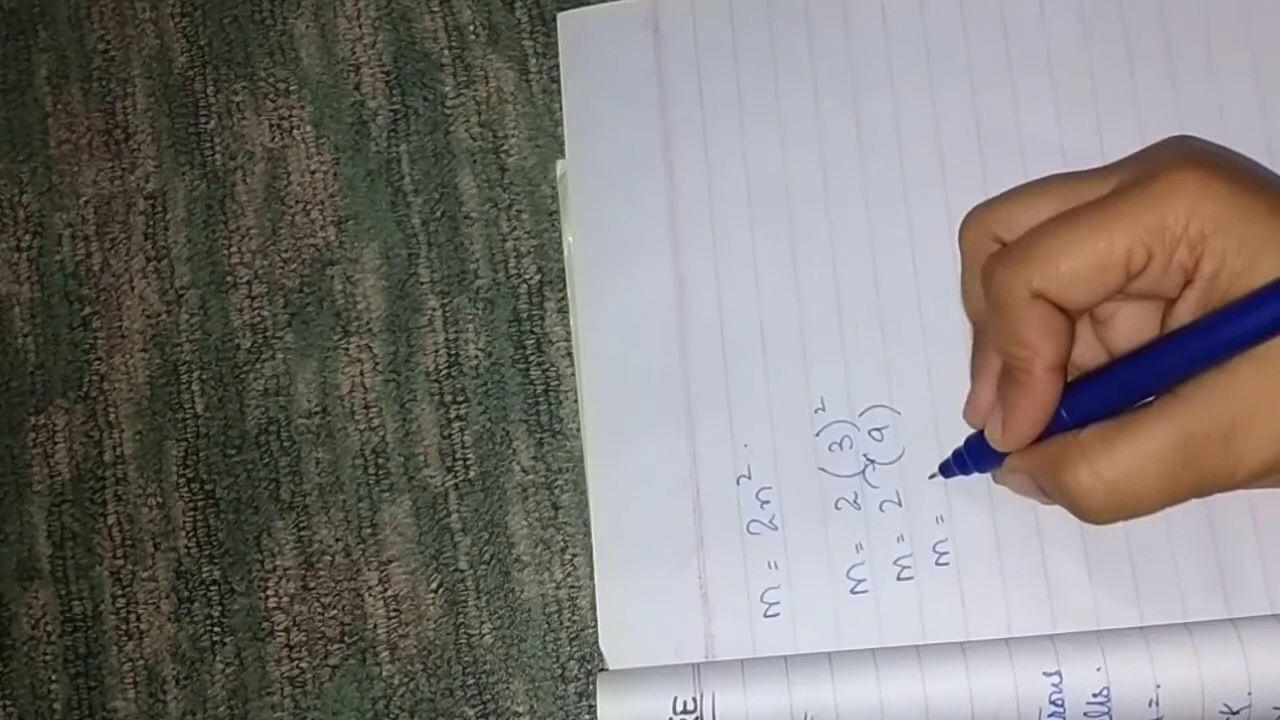 m = 2n².
m = 2(3)²
m = 2(9)
m =